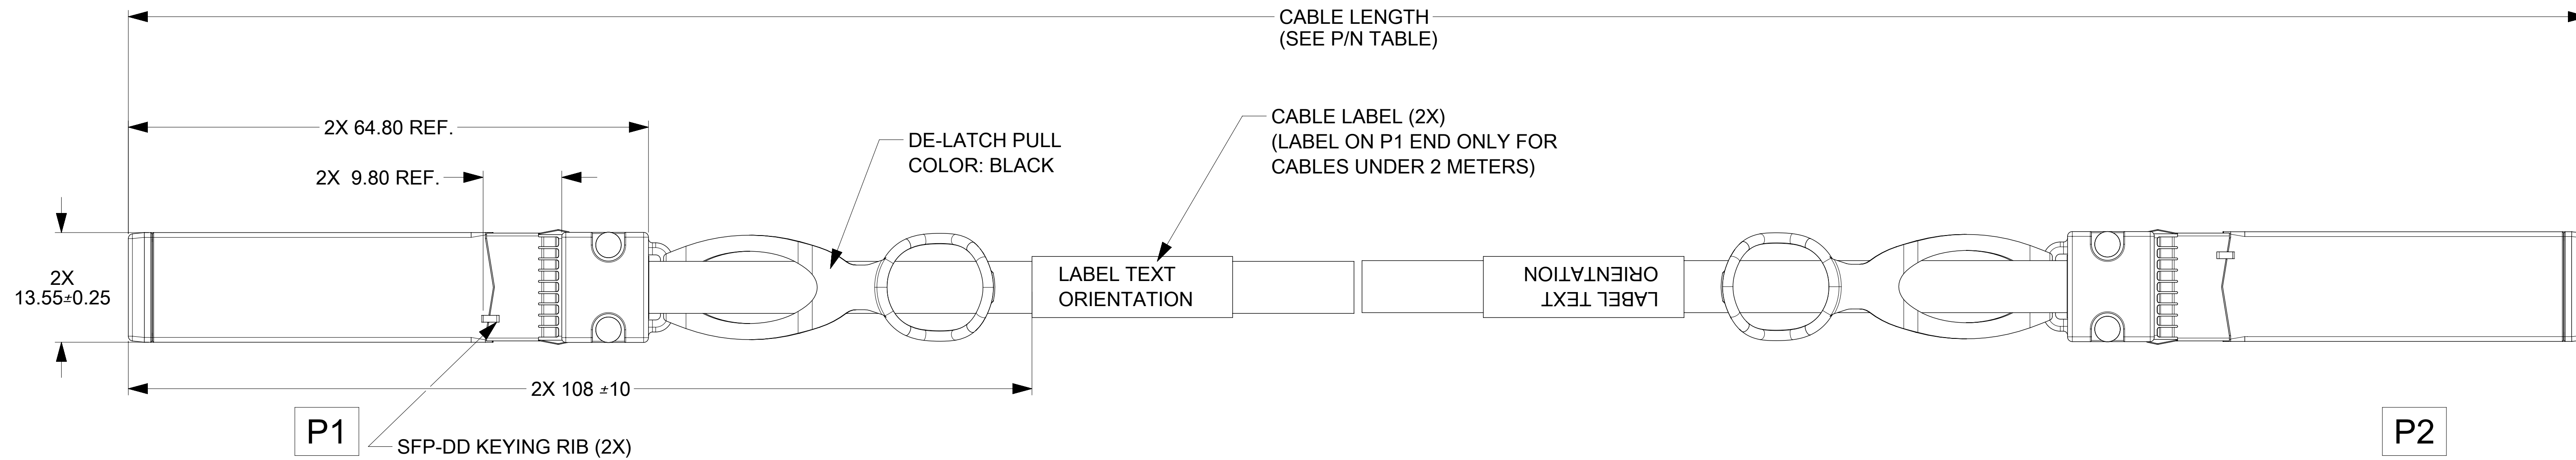 CABLE LENGTH
(SEE P/N TABLE)
2X 64.80 REF.
2X 9.80 REF.
DE-LATCH PULL
COLOR: BLACK
CABLE LABEL (2X)
(LABEL ON P1 END ONLY FOR
CABLES UNDER 2 METERS)
2X
13.55±0.25
LABEL TEXT
ORIENTATION
LABEL TEXT
ORIENTATION
2X 108 ±10
P1
SFP-DD KEYING RIB (2X)
P2